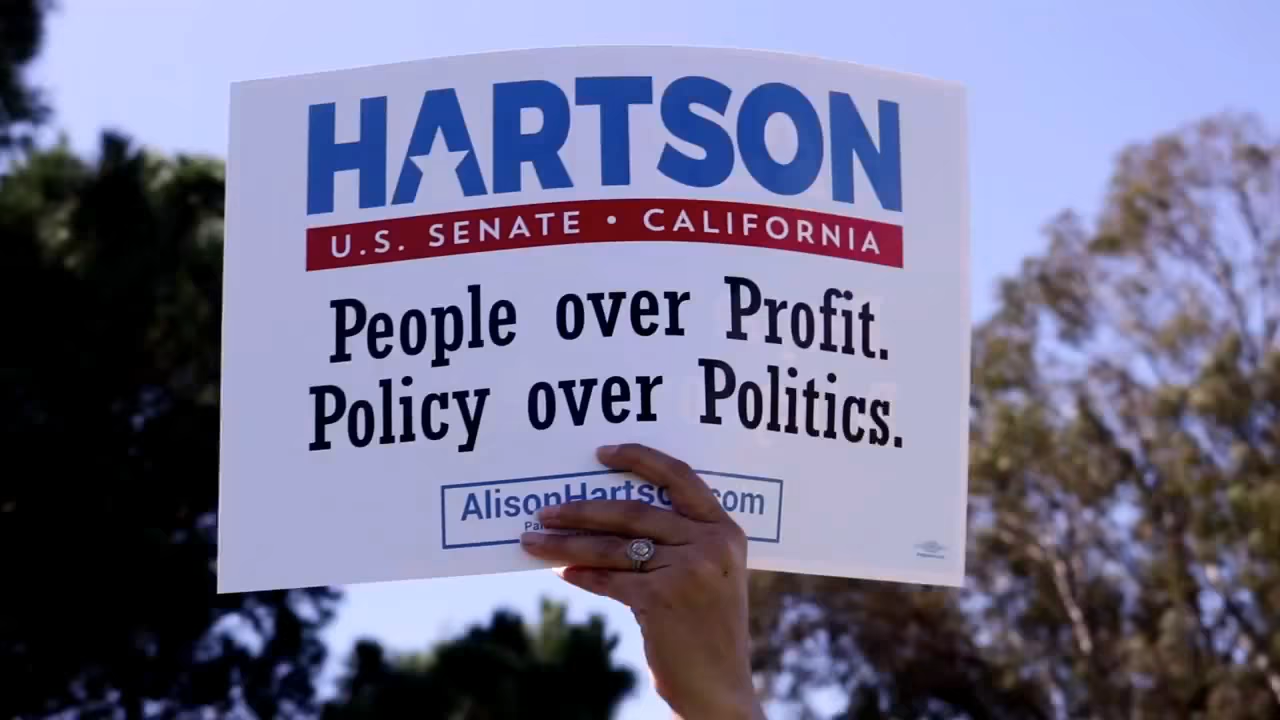 HARTSON
U.S. SENATE • CALIFORNIA
People over Profit.
Policy over Politics.